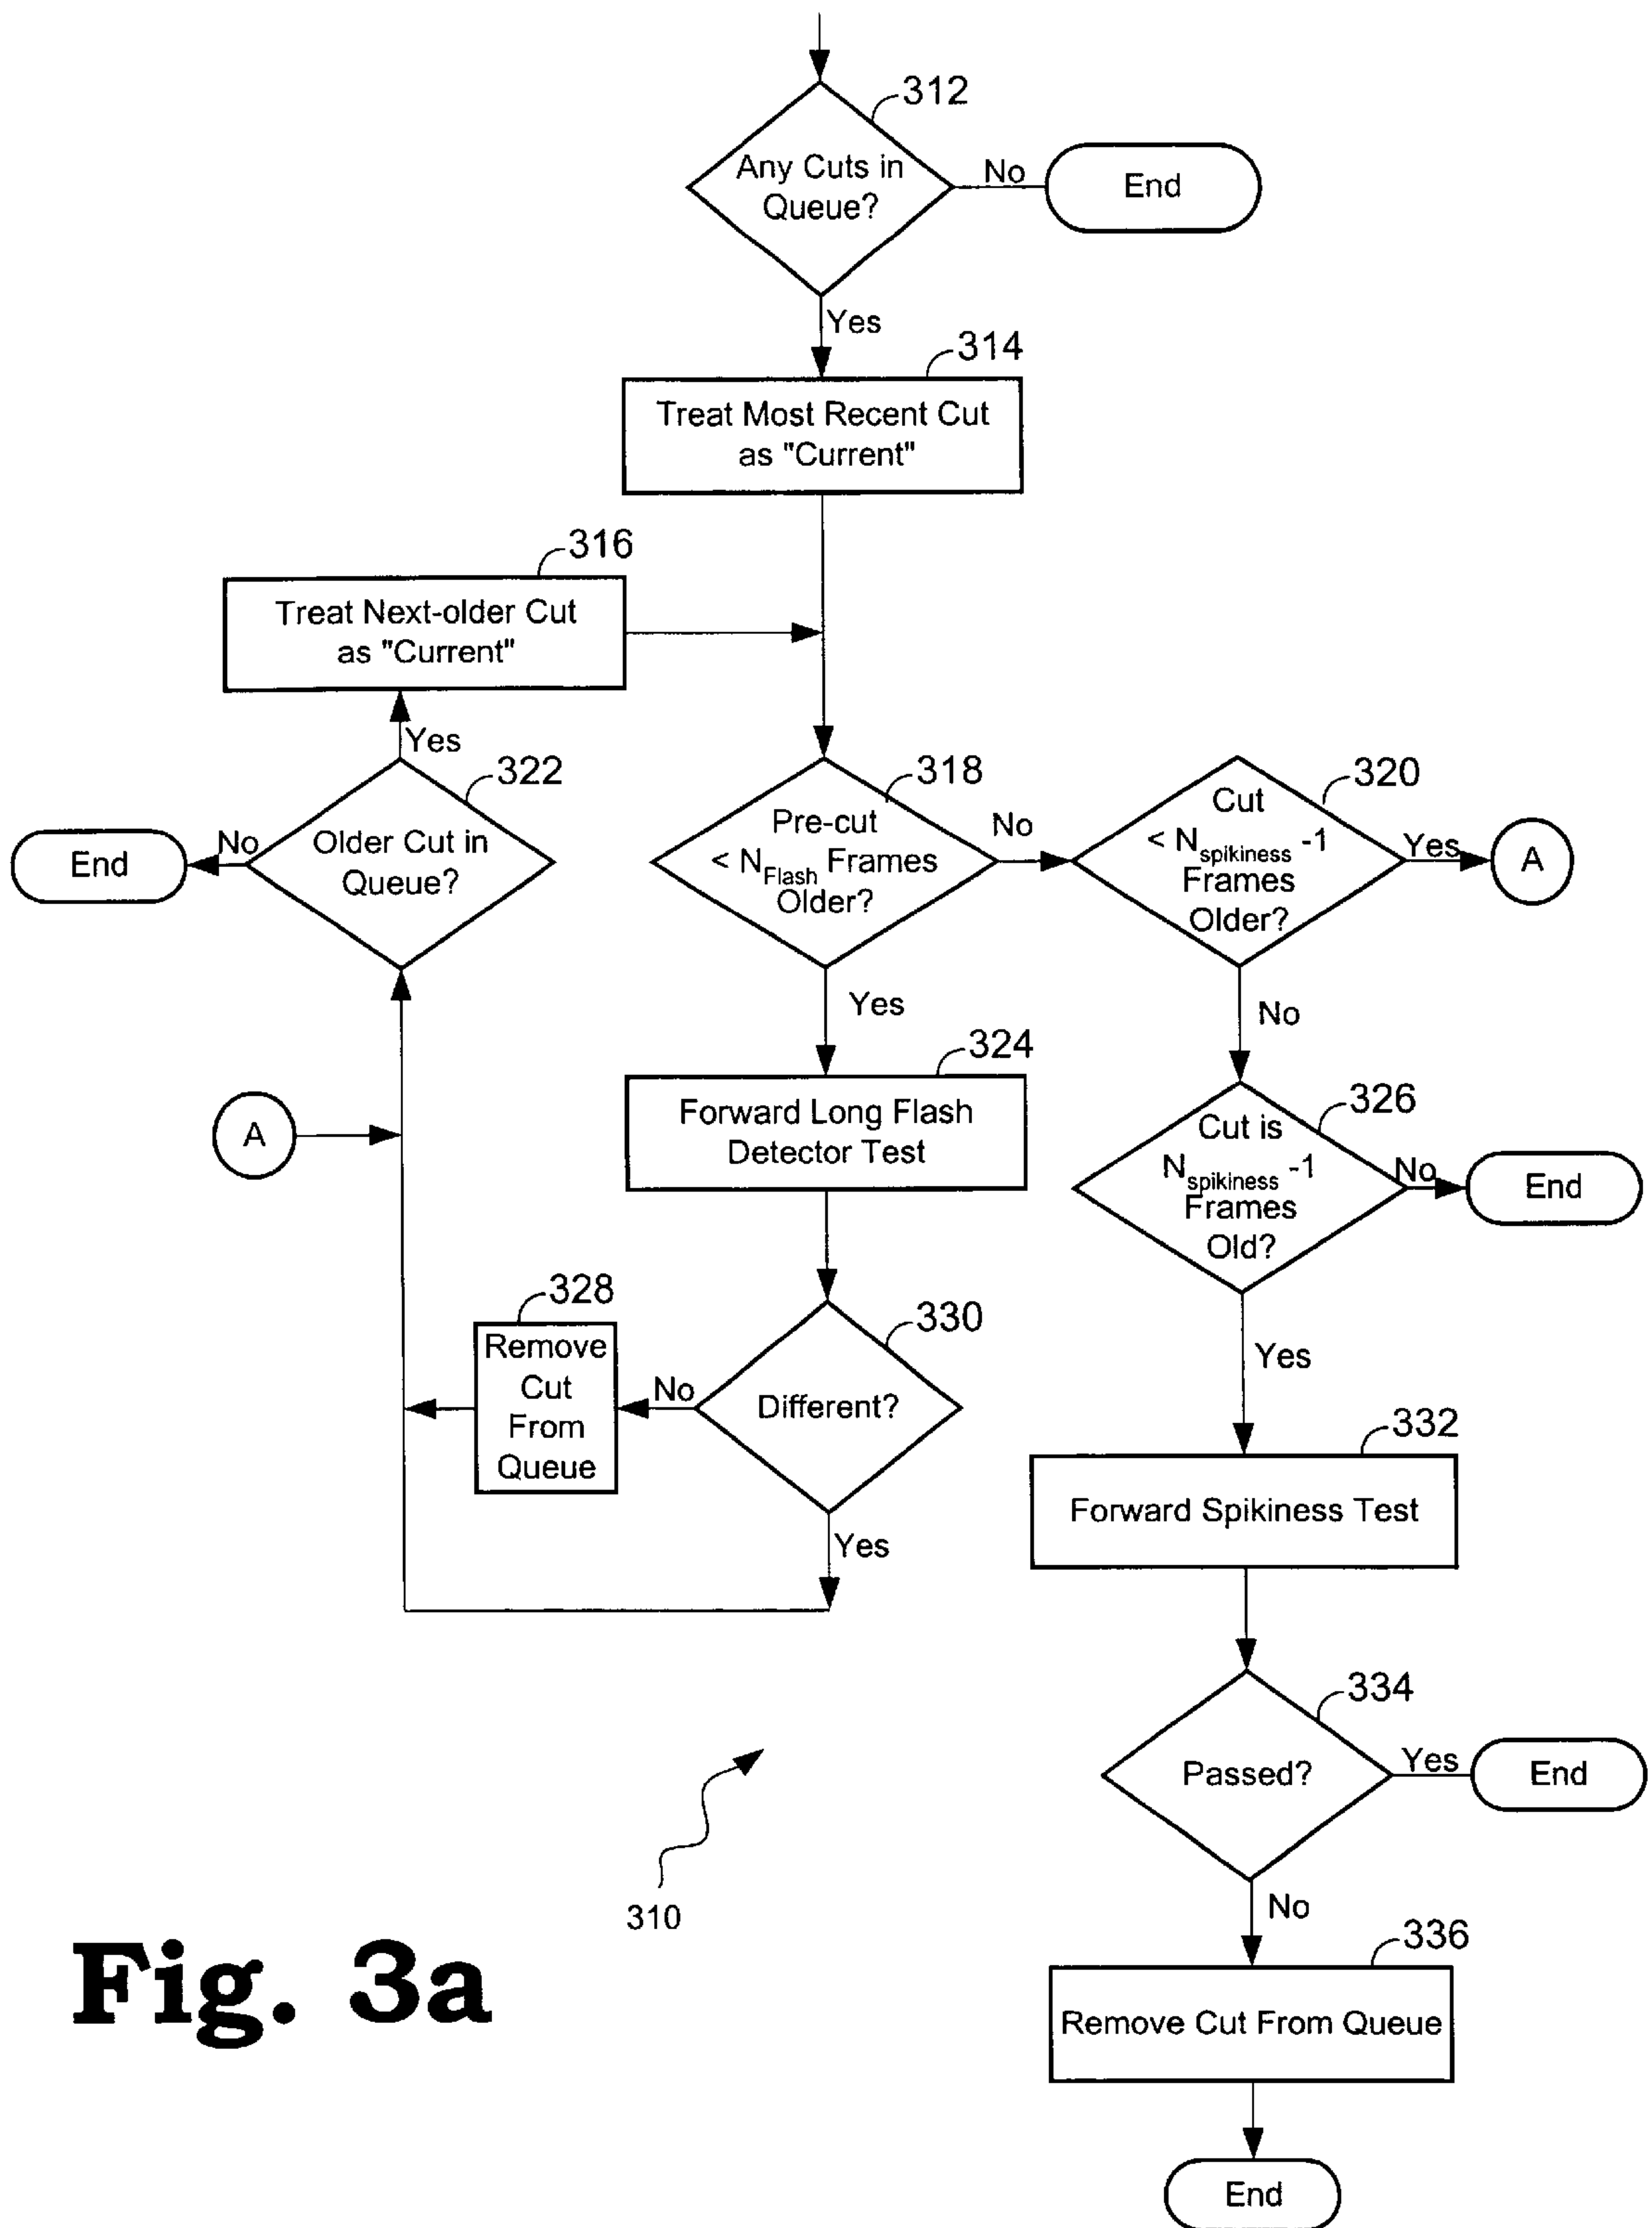 312
Any Cuts in
Queue?
No
End
Yes
314
Treat Most Recent Cut
as "Current"
316
Treat Next-older Cut
as "Current"
Yes
322
Older Cut in
Queue?
No
End
318
Pre-cut
< NFlash Frames
Older?
No
320
Cut
< Nspikiness -1
Frames
Older?
Yes
A
Yes
No
324
Forward Long Flash
Detector Test
A
326
Cut is
Nspikiness -1
Frames
Old?
No
End
328
Remove
Cut
From
Queue
No
330
Different?
Yes
Yes
332
Forward Spikiness Test
334
Passed?
Yes
End
No
310
336
Remove Cut From Queue
End
Fig. 3a